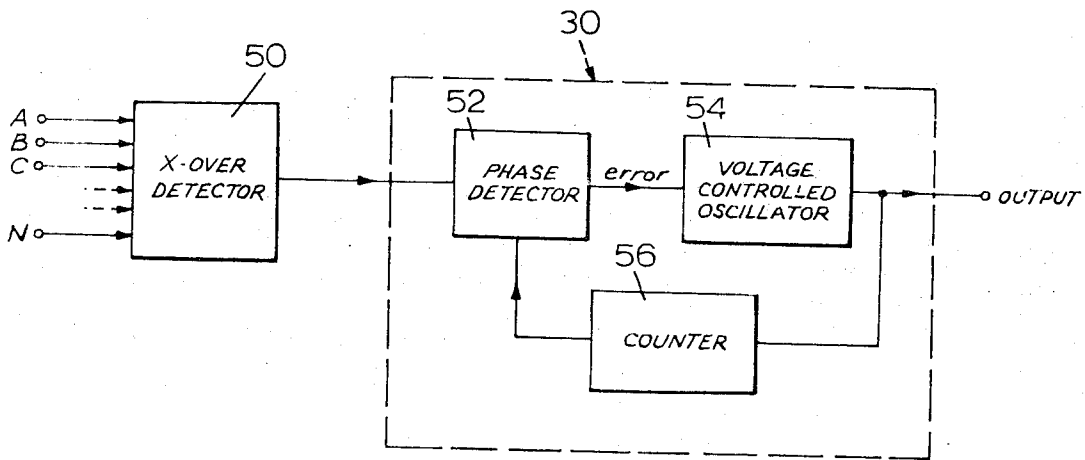 30
50
52
54
A
B
C
N
X-OVER
DETECTOR
PHASE
DETECTOR
error
VOLTAGE
CONTROLLED
OSCILLATOR
OUTPUT
56
COUNTER